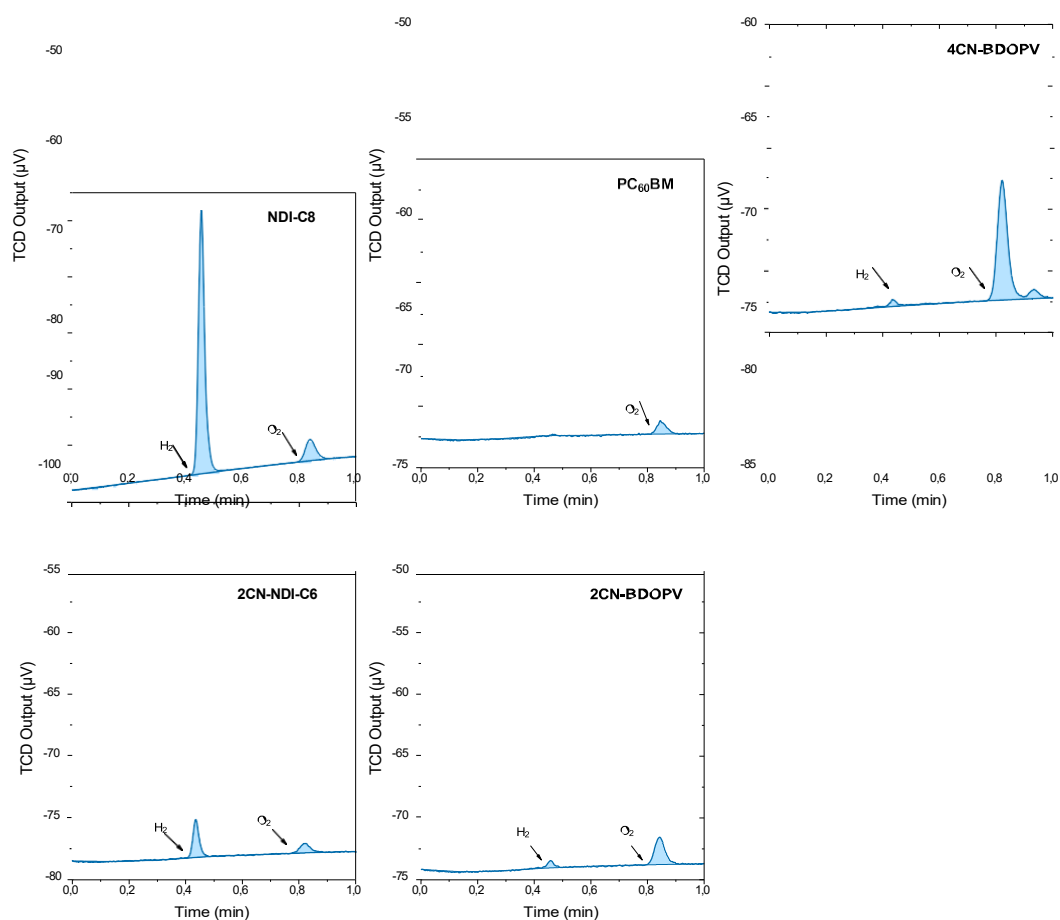 -50
-60
-70
-80
-90
-100
TCD Output (µV)
NDI-C8
H₂
O₂
0,0 0,2 0,4 0,6 0,8 1,0
Time (min)
-50
-55
-60
-65
-70
-75
TCD Output (µV)
PC₆₀BM
O₂
0,0 0,2 0,4 0,6 0,8 1,0
Time (min)
-60
-65
-70
-75
-80
-85
TCD Output (µV)
4CN-BDOPV
H₂
O₂
0,0 0,2 0,4 0,6 0,8 1,0
Time (min)
-55
-60
-65
-70
-75
-80
TCD Output (µV)
2CN-NDI-C6
H₂
O₂
0,0 0,2 0,4 0,6 0,8 1,0
Time (min)
-50
-55
-60
-65
-70
-75
TCD Output (µV)
2CN-BDOPV
H₂
O₂
0,0 0,2 0,4 0,6 0,8 1,0
Time (min)